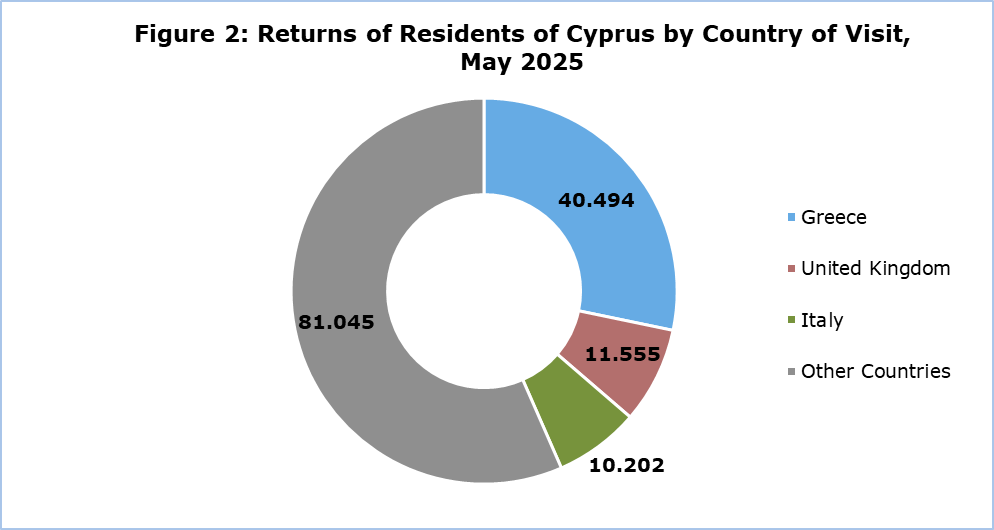 Figure 2: Returns of Residents of Cyprus by Country of Visit,
May 2025
40.494
11.555
10.202
81.045
Greece
United Kingdom
Italy
Other Countries